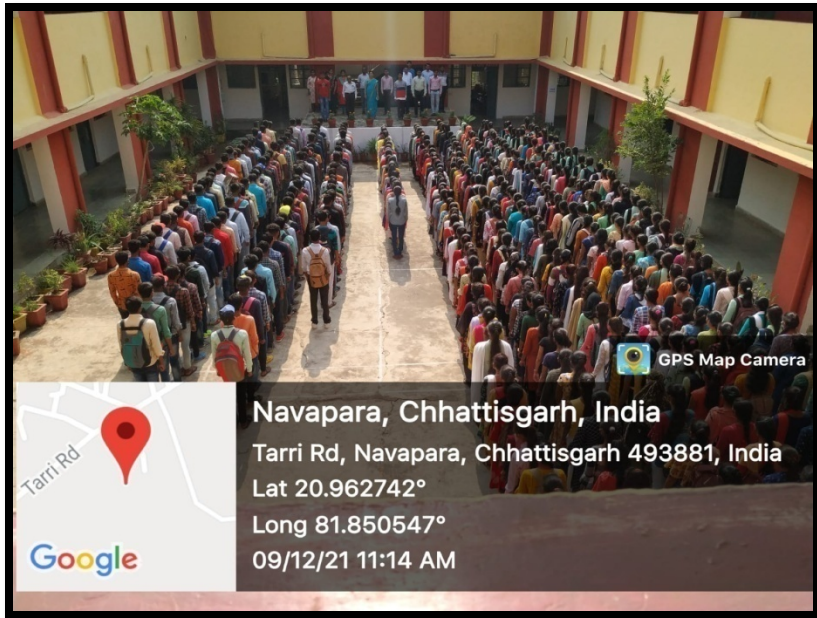 GPS Map Camera
Navapara, Chhattisgarh, India
Tarri Rd, Navapara, Chhattisgarh 493881, India
Lat 20.962742°
Long 81.850547°
09/12/21 11:14 AM
Tarri Rd
Google